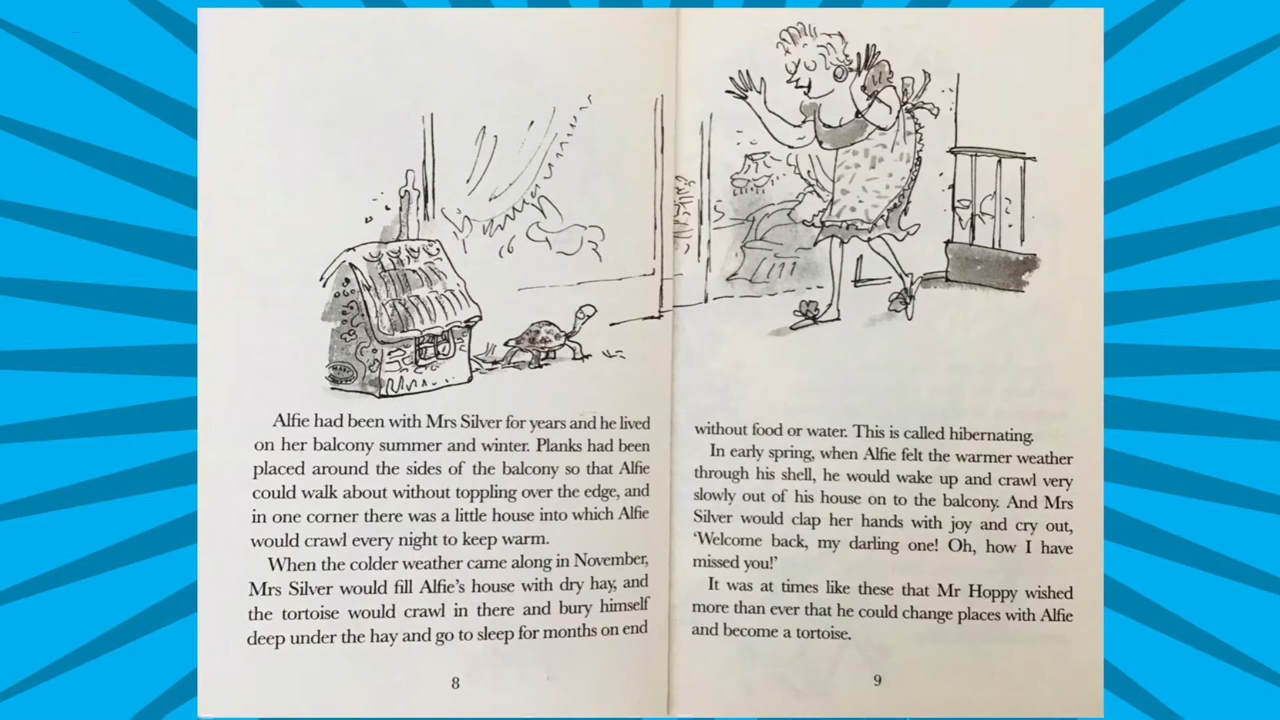 Alfie had been with Mrs Silver for years and he lived
on her balcony summer and winter. Planks had been
placed around the sides of the balcony so that Alfie
could walk about without toppling over the edge, and
in one corner there was a little house into which Alfie
would crawl every night to keep warm.
When the colder weather came along in November,
Mrs Silver would fill Alfie's house with dry hay, and
the tortoise would crawl in there and bury himself
deep under the hay and go to sleep for months on end
8
without food or water. This is called hibernating.
In early spring, when Alfie felt the warmer weather
through his shell, he would wake up and crawl very
slowly out of his house on to the balcony. And Mrs
Silver would clap her hands with joy and cry out,
‘Welcome back, my darling one! Oh, how I have
missed you!’
It was at times like these that Mr Hoppy wished
more than ever that he could change places with Alfie
and become a tortoise.
9